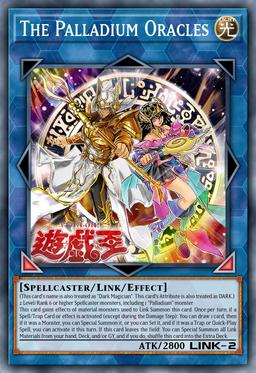 THE PALLADIUM ORACLES
光
遊戯王
[SPELLCASTER/LINK/EFFECT]
(This card's name is also treated as "Dark Magician". This card's Attribute is also treated as DARK.)
2 Level/Rank 6 or higher Spellcaster monsters, including 1 "Palladium" monster
This card gains effects of material monsters used to Link Summon this card. Once per turn, if a
Spell/Trap Card or effect is activated (except during the Damage Step): You can draw 1 card, then
if it was a Monster, you can Special Summon it, or you can Set it, and if it was a Trap or Quick-Play
Spell, you can activate it this turn. If this card leaves the field: You can Special Summon all Link
Materials from your hand, Deck, and/or GY, and if you do, shuffle this card into the Extra Deck.
ATK/2800 LINK-2